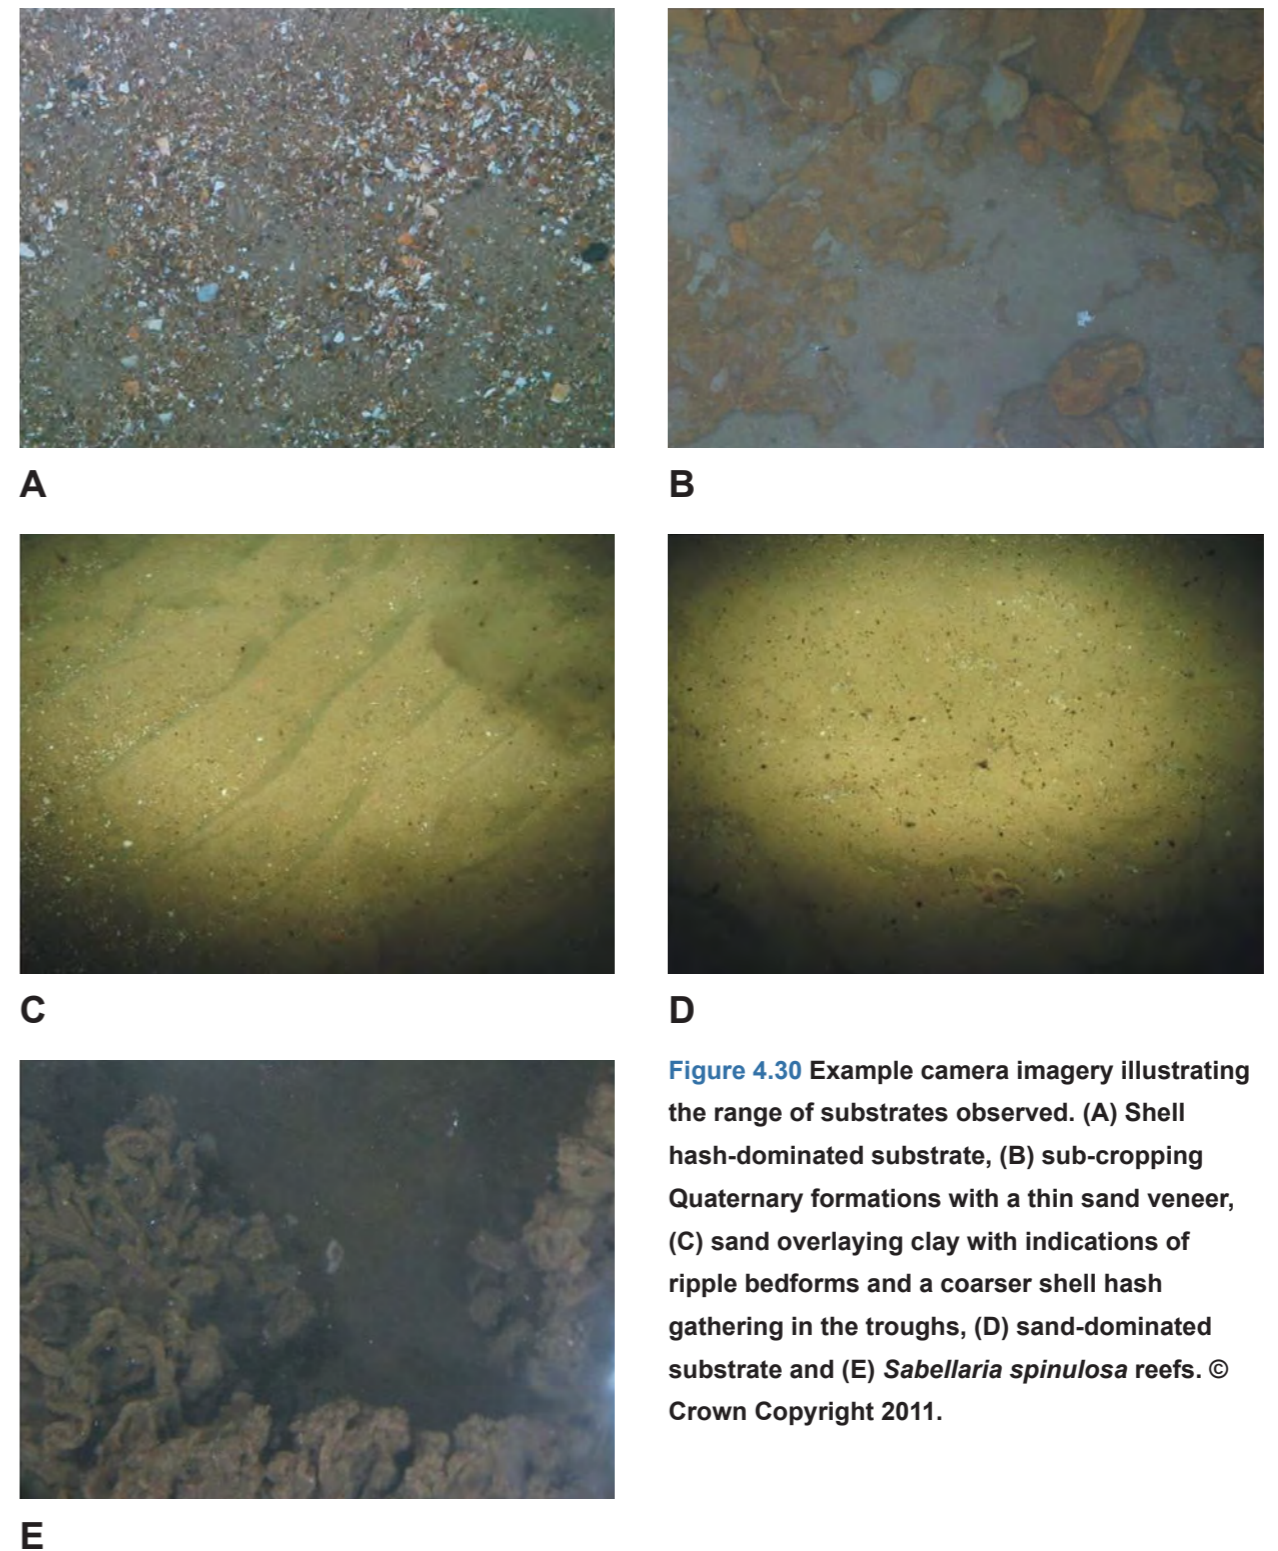 A
B
C
D
Figure 4.30 Example camera imagery illustrating
the range of substrates observed. (A) Shell
hash-dominated substrate, (B) sub-cropping
Quaternary formations with a thin sand veneer,
(C) sand overlaying clay with indications of
ripple bedforms and a coarser shell hash
gathering in the troughs, (D) sand-dominated
substrate and (E) Sabellaria spinulosa reefs. ©
Crown Copyright 2011.
E